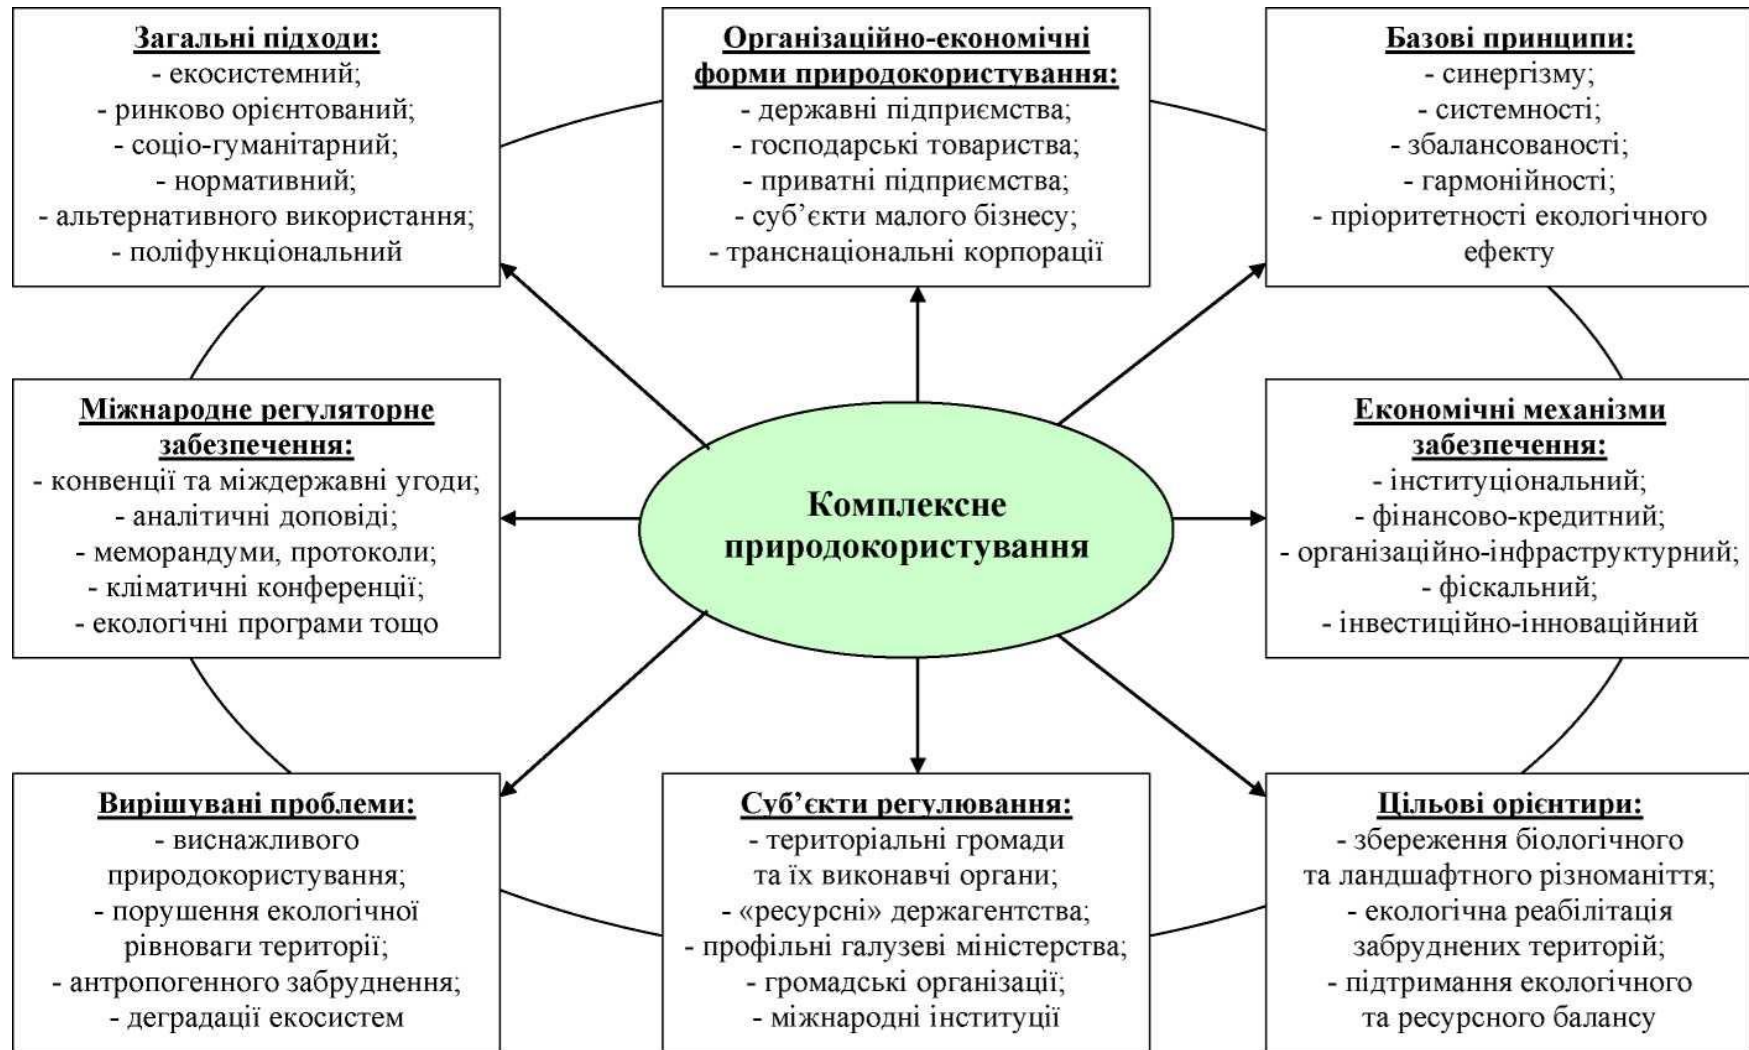 Загальні підходи:
- екосистемний;
- ринково орієнтований;
- соціо-гуманітарний;
- нормативний;
- альтернативного використання;
- поліфункціональний
Організаційно-економічні
форми природокористування:
- державні підприємства;
- господарські товариства;
- приватні підприємства;
- суб’єкти малого бізнесу;
- транснаціональні корпорації
Базові принципи:
- синергізму;
- системності;
- збалансованості;
- гармонійності;
- пріоритетності екологічного
ефекту
Міжнародне регуляторне
забезпечення:
- конвенції та міждержавні угоди;
- аналітичні доповіді;
- меморандуми, протоколи;
- кліматичні конференції;
- екологічні програми тощо
Комплексне
природокористування
Економічні механізми
забезпечення:
- інституціональний;
- фінансово-кредитний;
- організаційно-інфраструктурний;
- фіскальний;
- інвестиційно-інноваційний
Вирішувані проблеми:
- виснажливого
природокористування;
- порушення екологічної
рівноваги території;
- антропогенного забруднення;
- деградації екосистем
Суб’єкти регулювання:
- територіальні громади
та їх виконавчі органи;
- «ресурсні» держагентства;
- профільні галузеві міністерства;
- громадські організації;
- міжнародні інституції
Цільові орієнтири:
- збереження біологічного
та ландшафтного різноманіття;
- екологічна реабілітація
забруднених територій;
- підтримання екологічного
та ресурсного балансу